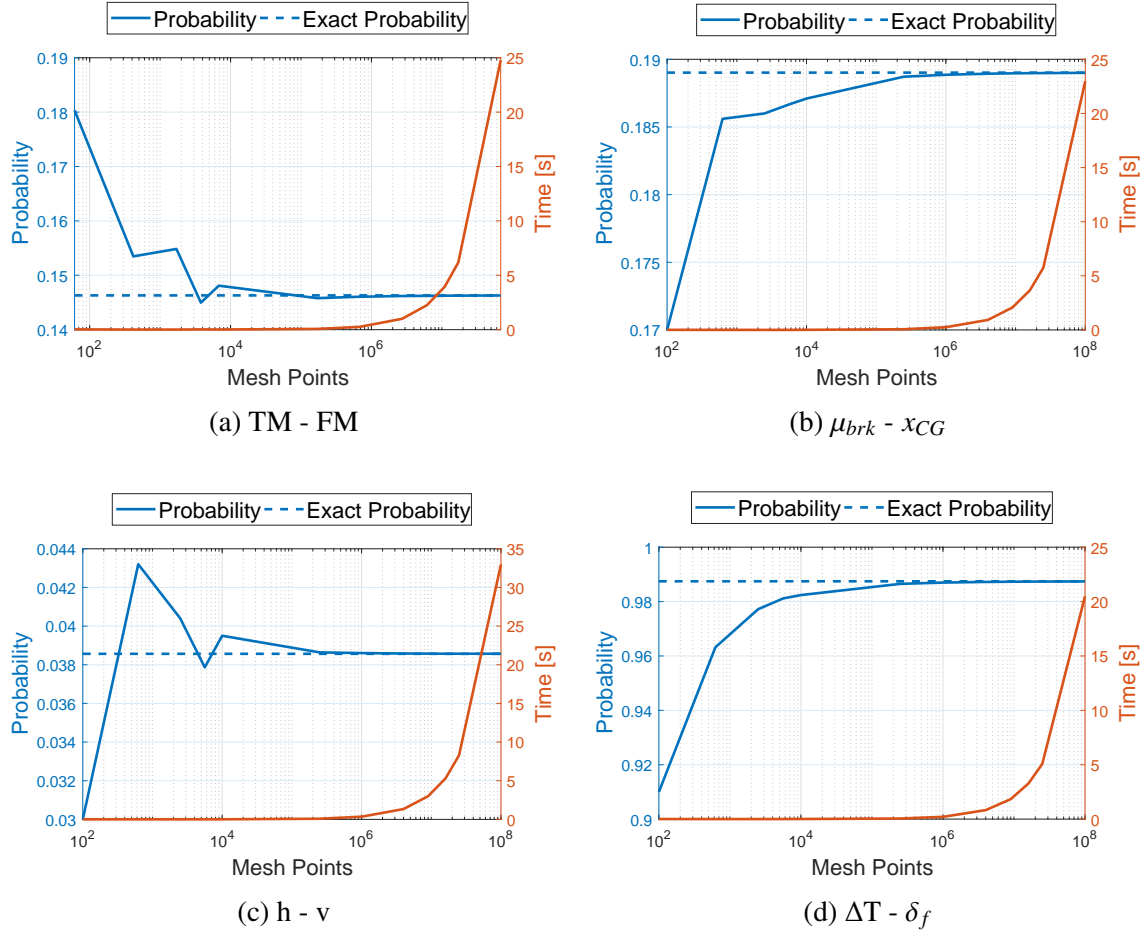 Probability Exact Probability
0.19
0.18
0.17
0.16
0.15
0.14
Probability
25
20
15
10
5
0
Time [s]
10^2 10^4 10^6
Mesh Points
(a) TM - FM
Probability Exact Probability
0.19
0.185
0.18
0.175
0.17
Probability
25
20
15
10
5
0
Time [s]
10^2 10^4 10^6 10^8
Mesh Points
(b) μ_{brk} - x_{CG}
Probability Exact Probability
0.044
0.042
0.04
0.038
0.036
0.034
0.032
0.03
Probability
35
30
25
20
15
10
5
0
Time [s]
10^2 10^4 10^6 10^8
Mesh Points
(c) h - v
Probability Exact Probability
1
0.98
0.96
0.94
0.92
0.9
Probability
25
20
15
10
5
0
Time [s]
10^2 10^4 10^6 10^8
Mesh Points
(d) ΔT - δ_f